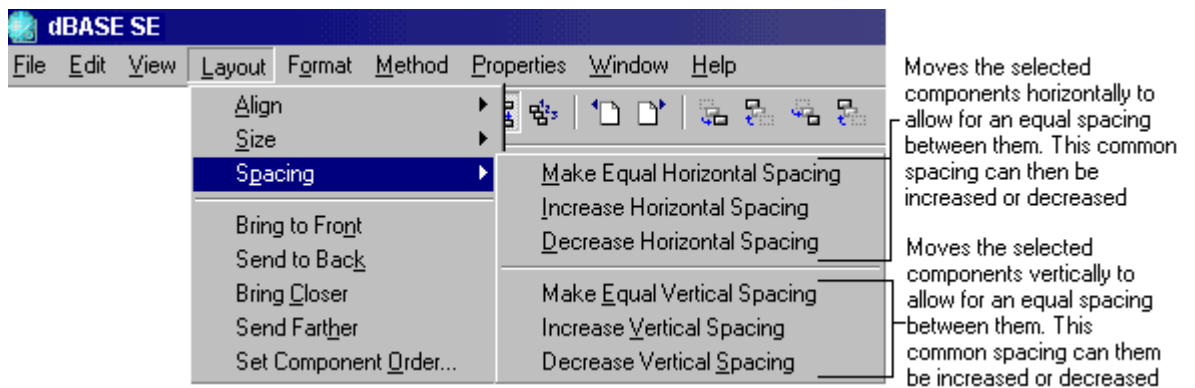 dBASE SE
File Edit View Layout Format Method Properties Window Help
Align
Size
Spacing
Bring to Front
Send to Back
Bring Closer
Send Farther
Set Component Order...
Make Equal Horizontal Spacing
Increase Horizontal Spacing
Decrease Horizontal Spacing
Make Equal Vertical Spacing
Increase Vertical Spacing
Decrease Vertical Spacing
Moves the selected
components horizontally to
allow for an equal spacing
between them. This common
spacing can then be
increased or decreased
Moves the selected
components vertically to
allow for an equal spacing
between them. This
common spacing can them
be increased or decreased